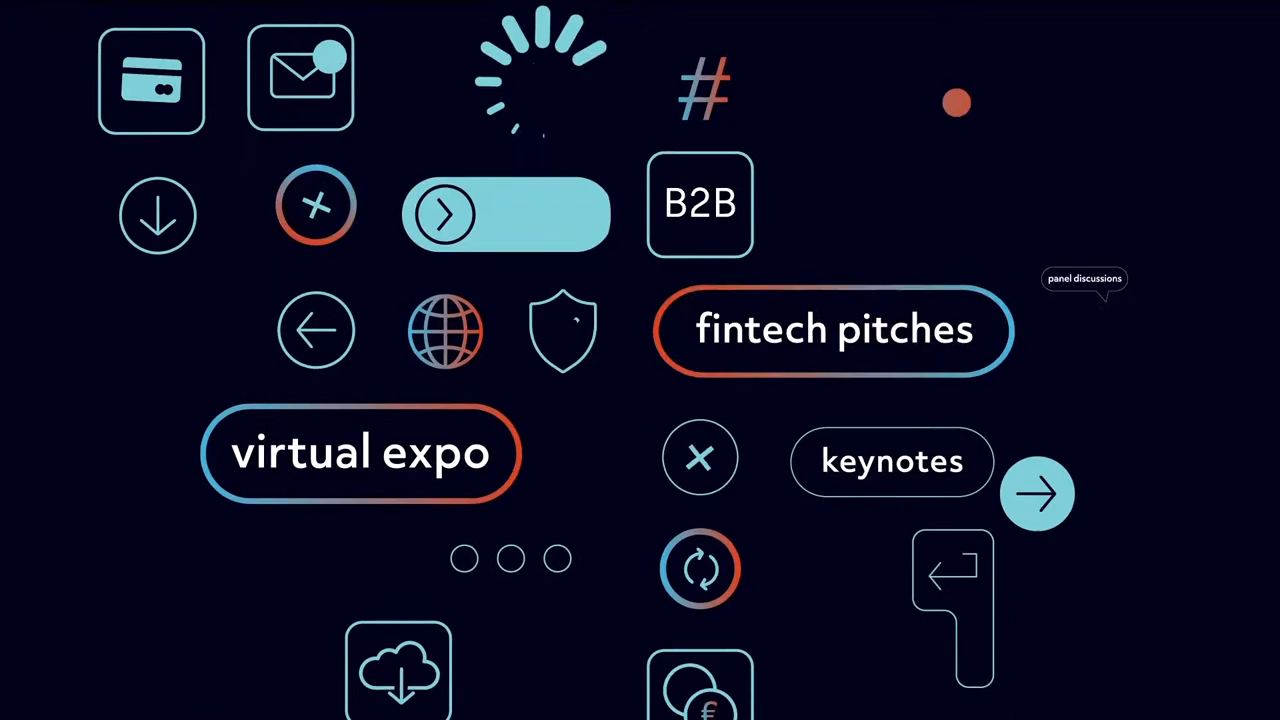 #
B2B
panel discussions
fintech pitches
virtual expo
keynotes
€